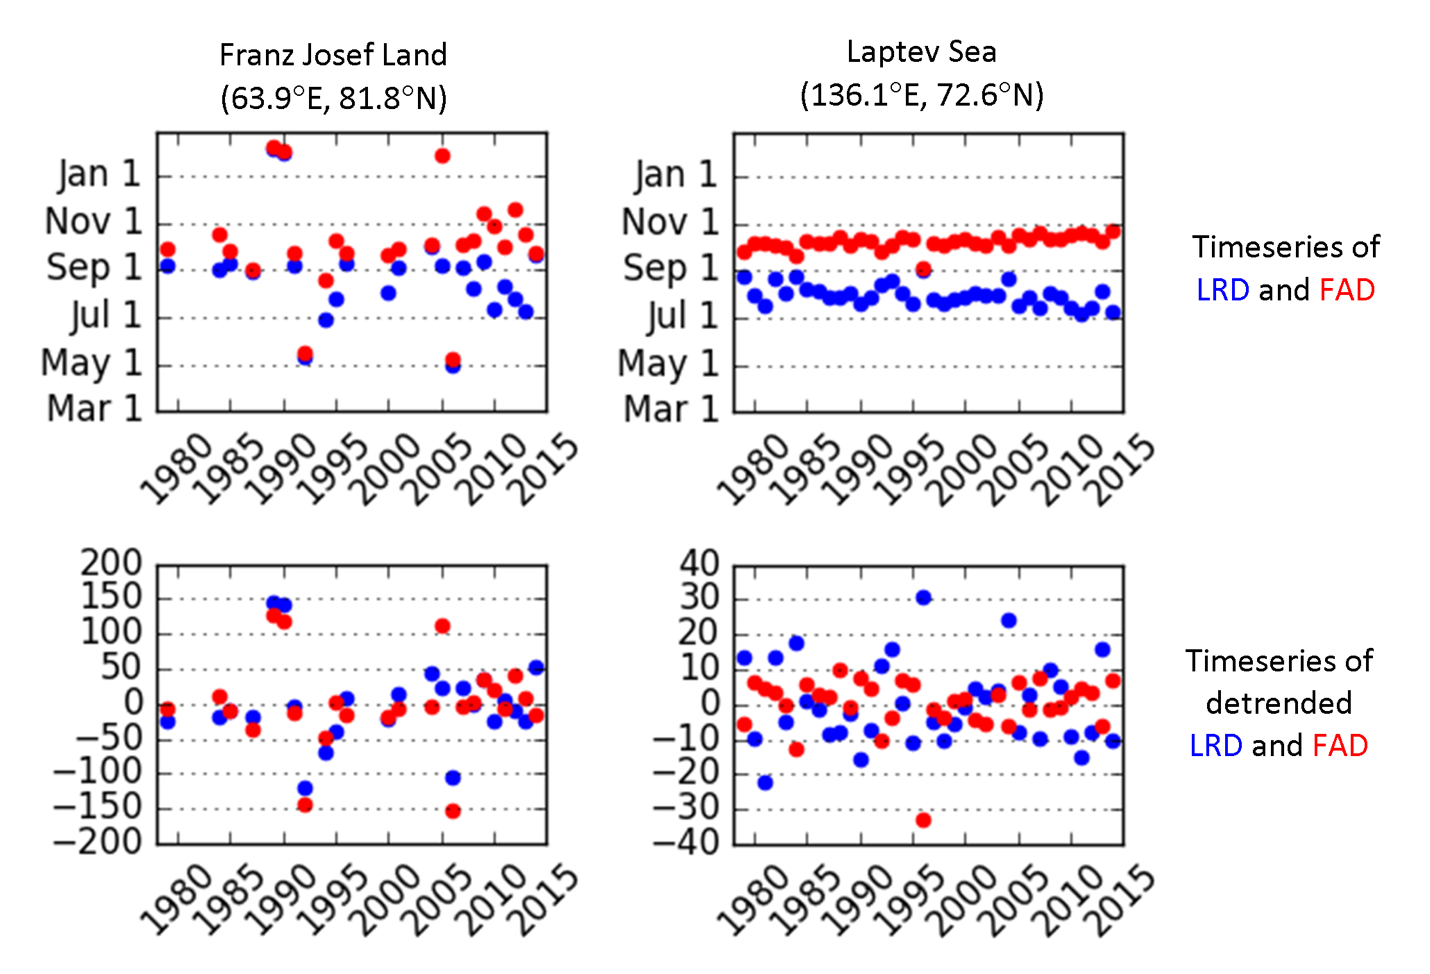 Franz Josef Land
(63.9°E, 81.8°N)
Laptev Sea
(136.1°E, 72.6°N)
Jan 1
Nov 1
Sep 1
Jul 1
May 1
Mar 1
1980 1985 1990 1995 2000 2005 2010 2015
Jan 1
Nov 1
Sep 1
Jul 1
May 1
Mar 1
1980 1985 1990 1995 2000 2005 2010 2015
Timeseries of
LRD and FAD
200
150
100
50
0
−50
−100
−150
−200
1980 1985 1990 1995 2000 2005 2010 2015
40
30
20
10
0
−10
−20
−30
−40
1980 1985 1990 1995 2000 2005 2010 2015
Timeseries of
detrended
LRD and FAD